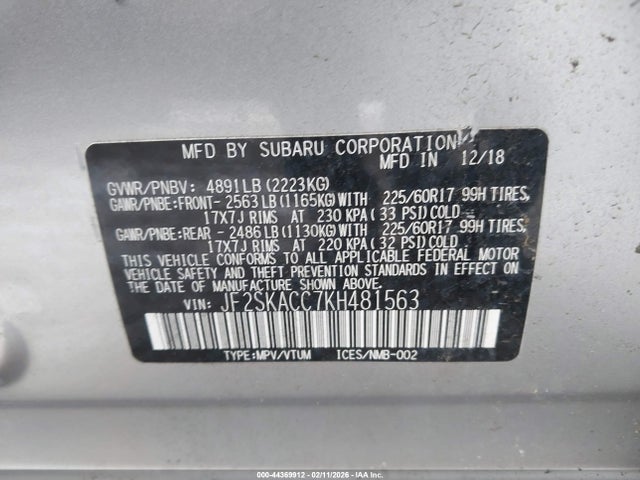 MFD BY SUBARU CORPORATION
MFD IN 12/18
GVWR/PNBV: 4891LB(2223KG)
GAWR/PNBE:FRONT- 2563LB(1165KG)WITH 225/60R17 99H TIRES,
17X7J RIMS AT 230 KPA(33 PSI)COLD
GAWR/PNBE:REAR - 2486LB(1130KG)WITH 225/60R17 99H TIRES,
17X7J RIMS AT 220 KPA(32 PSI)COLD
THIS VEHICLE CONFORMS TO ALL APPLICABLE FEDERAL MOTOR
VEHICLE SAFETY AND THEFT PREVENTION STANDARDS IN EFFECT
ON THE DATE OF MANUFACTURE SHOWN ABOVE.
VIN: JF2SKACC7KH481563
TYPE:MPV/VTUM ICES/NMB-002
000-44369912 - 02/11/2026 - IAA Inc.